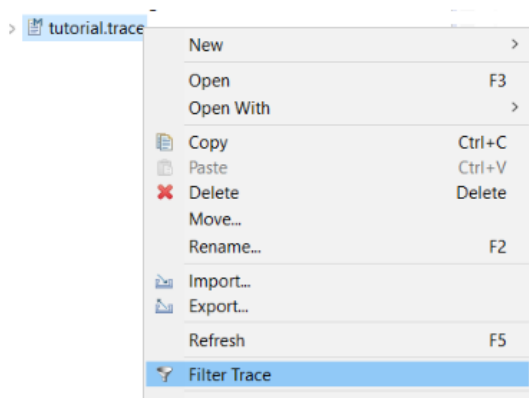 tutorial.trace
New
Open F3
Open With
Copy Ctrl+C
Paste Ctrl+V
Delete Delete
Move...
Rename... F2
Import...
Export...
Refresh F5
Filter Trace